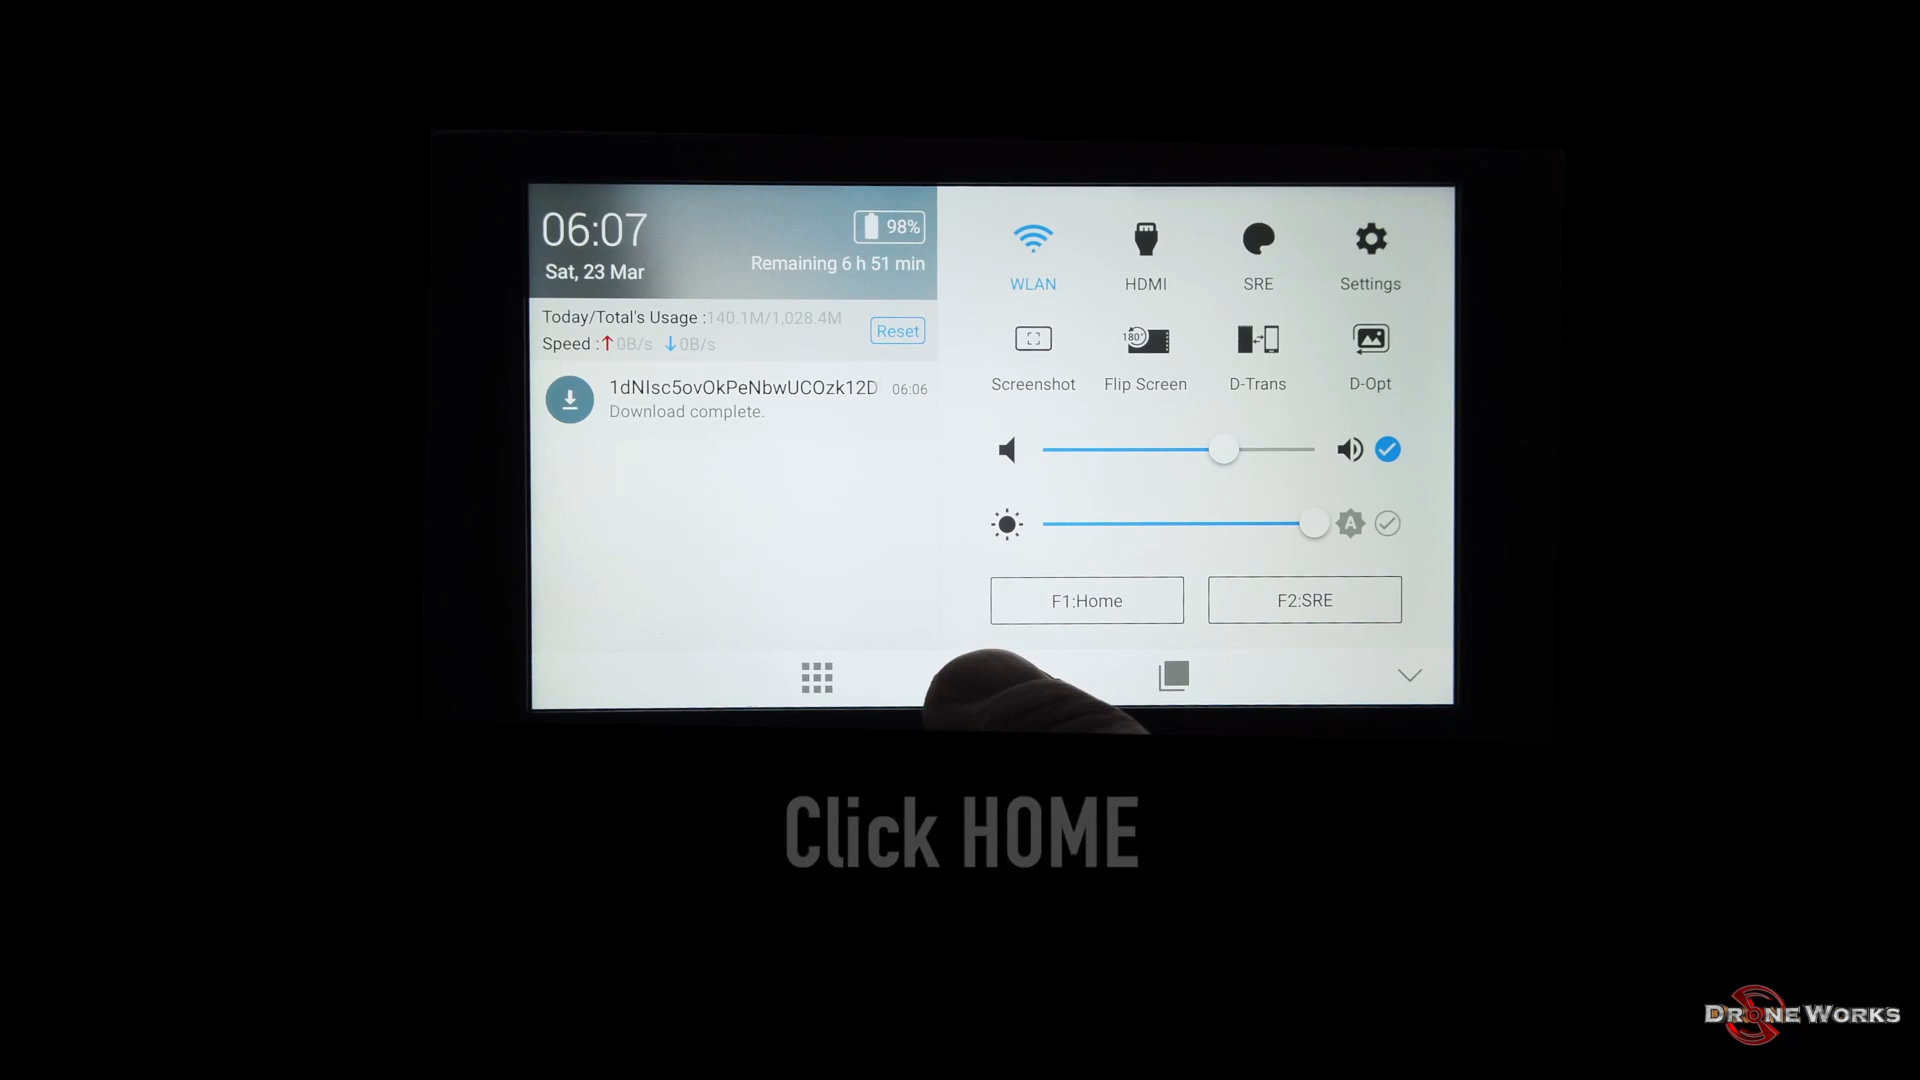 06:07
98%
Sat, 23 Mar
Remaining 6 h 51 min
Today/Total's Usage :140.1M/1,028.4M
Speed : 0B/s 0B/s
Reset
1dNIsc5ovOkPeNbwUCOzk12D
06:06
Download complete.
WLAN
HDMI
SRE
Settings
180°
Screenshot
Flip Screen
D-Trans
D-Opt
A
F1:Home
F2:SRE
Click HOME
DRONE WORKS